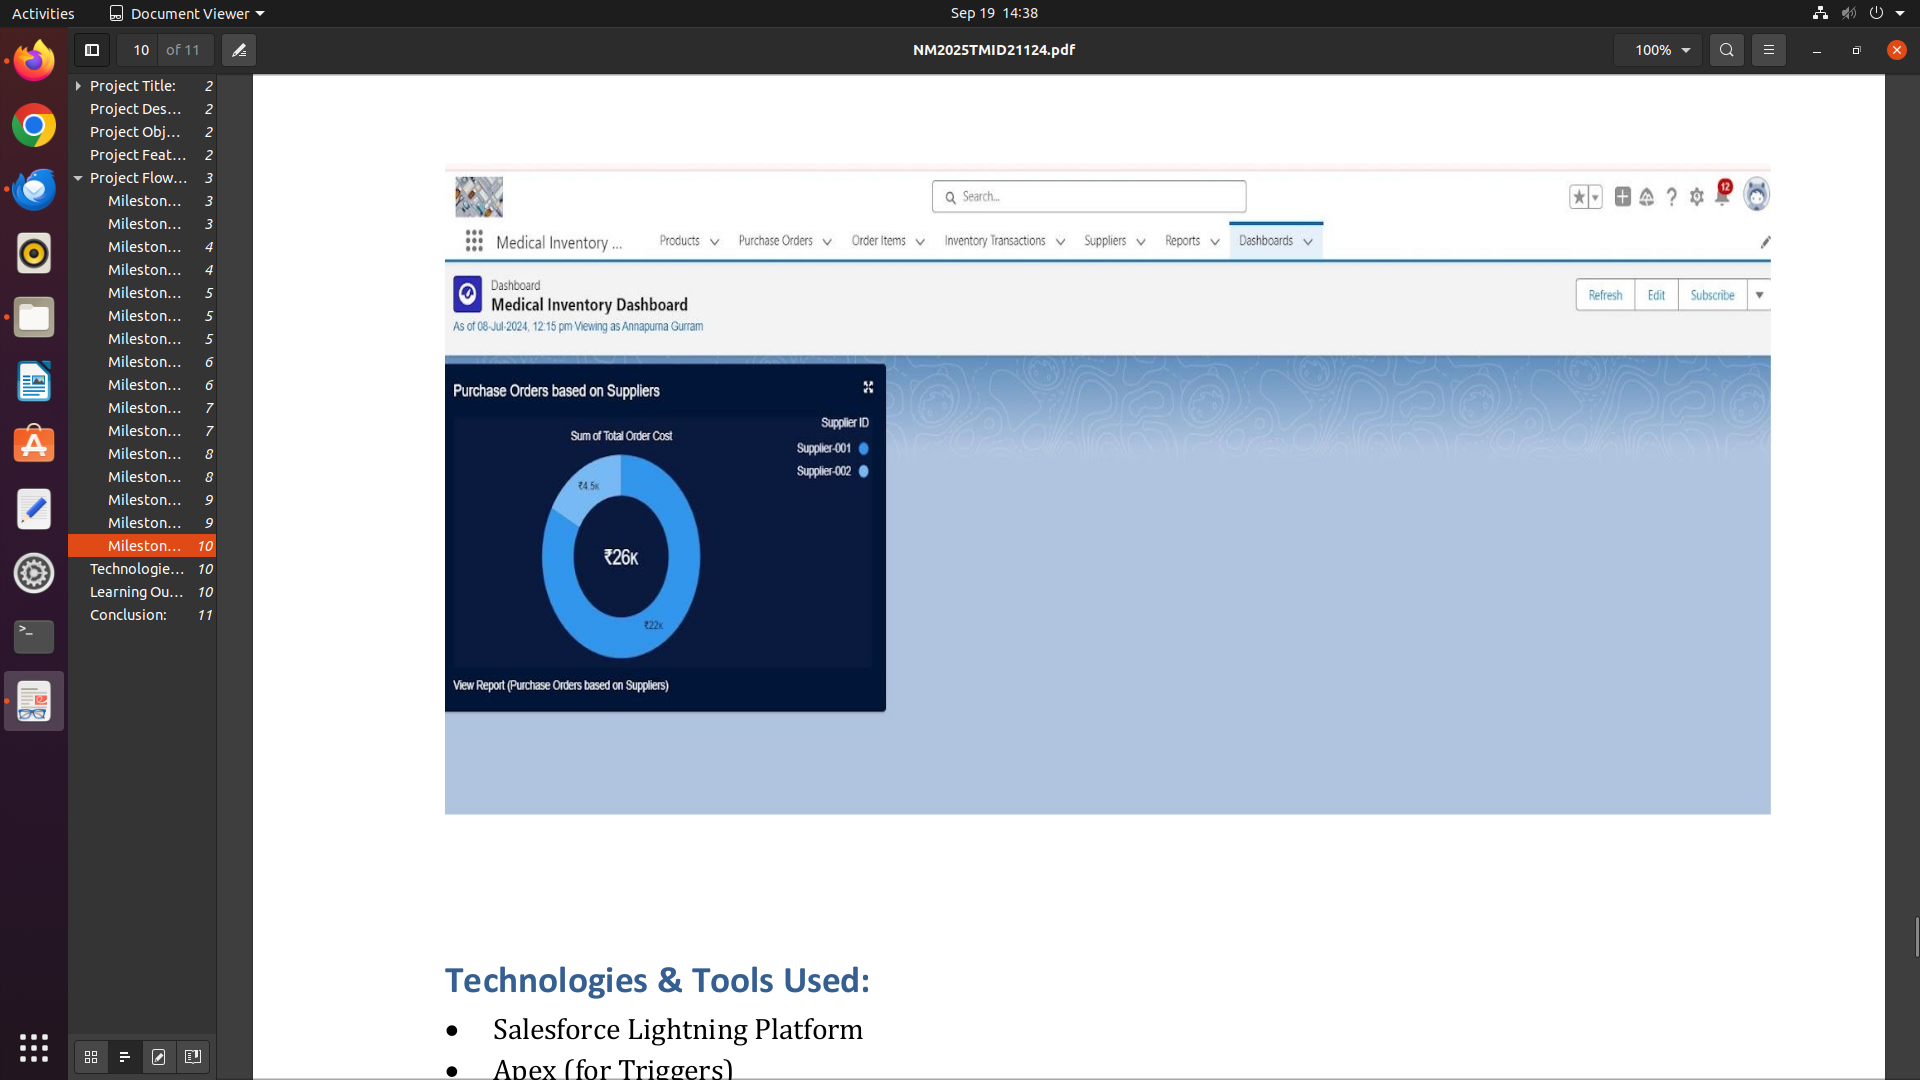 Activities Document Viewer Sep 19 14:38
10 of 11 NM2025TMID21124.pdf 100%
Project Title: 2
Project Des... 2
Project Obj... 2
Project Feat... 2
Project Flow... 3
Mileston... 3
Mileston... 3
Mileston... 4
Mileston... 4
Mileston... 5
Mileston... 5
Mileston... 5
Mileston... 6
Mileston... 6
Mileston... 7
Mileston... 7
Mileston... 8
Mileston... 8
Mileston... 9
Mileston... 9
Mileston... 10
Technologie... 10
Learning Ou... 10
Conclusion: 11
Search... 12
Medical Inventory ... Products Purchase Orders Order Items Inventory Transactions Suppliers Reports Dashboards
Dashboard
Medical Inventory Dashboard
As of 08-Jul-2024, 12:15 pm Viewing as Annapurna Gurram
Refresh Edit Subscribe
Purchase Orders based on Suppliers
Supplier ID
Sum of Total Order Cost
Supplier-001
Supplier-002
₹4.5K
₹26K
₹22K
View Report (Purchase Orders based on Suppliers)
Technologies & Tools Used:
• Salesforce Lightning Platform
• Apex (for Triggers)